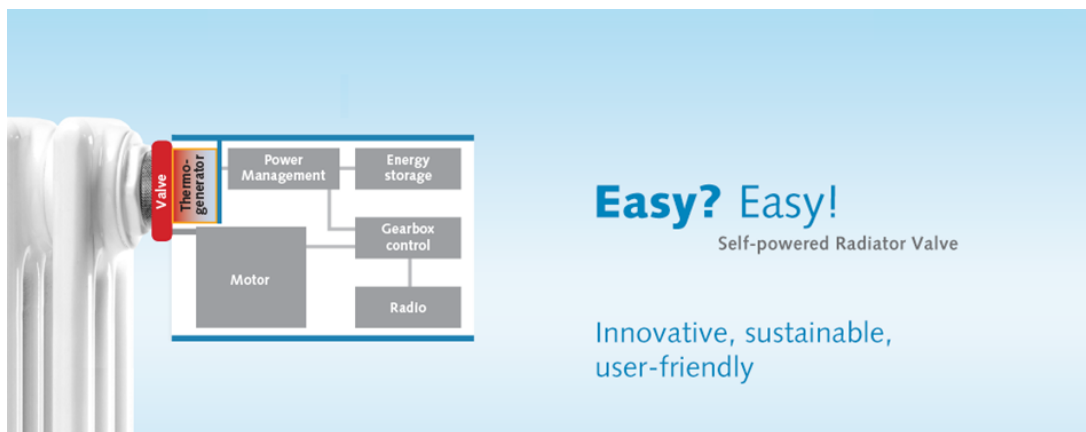 Valve
Thermo-
generator
Power
Management
Energy
storage
Gearbox
control
Motor
Radio
Easy? Easy!
Self-powered Radiator Valve
Innovative, sustainable,
user-friendly